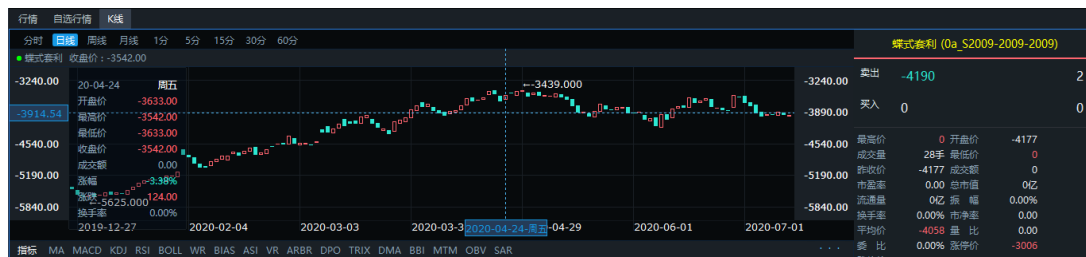 行情 自选行情 K线
分时 日线 周线 月线 1分 5分 15分 30分 60分
蝶式套利 收盘价：-3542.00
-3240.00
-3914.54
-4540.00
-5190.00
-5840.00
20-04-24 周五
开盘价 -3633.00
最高价 -3542.00
最低价 -3633.00
收盘价 -3542.00
成交额 0.00
涨幅 -3.38%
涨跌 124.00
换手率 0.00%
←-5625.000
←-3439.000
-3240.00
-3890.00
-4540.00
-5190.00
-5840.00
2019-12-27 2020-02-04 2020-03-03 2020-03-3 2020-04-24-周五 -04-29 2020-06-01 2020-07-01
指标 MA MACD KDJ RSI BOLL WR BIAS ASI VR ARBR DPO TRIX DMA BBI MTM OBV SAR ···
蝶式套利 (0a_S2009-2009-2009)
卖出 -4190 2
买入 0 0
最高价 0 开盘价 -4177
成交量 28手 最低价 0
昨收价 -4177 成交额 0
市盈率 0.00 总市值 0亿
流通量 0亿 振 幅 0.00%
换手率 0.00% 市净率 0.00
平均价 -4058 量 比 0.00
委 比 0.00% 涨停价 -3006